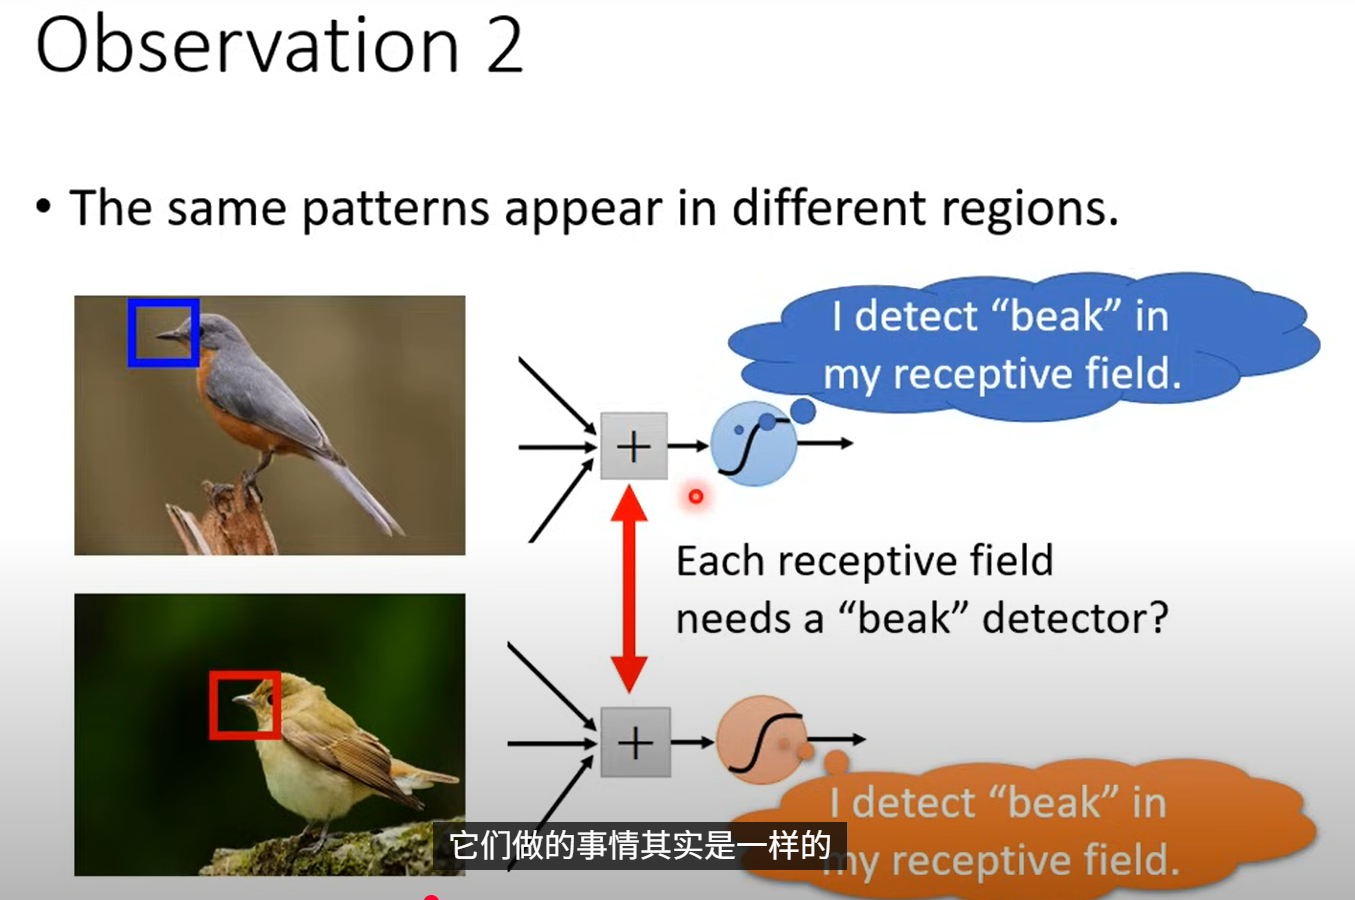 Observation 2
• The same patterns appear in different regions.
I detect “beak” in
my receptive field.
+
Each receptive field
needs a “beak” detector?
+
I detect “beak” in
my receptive field.
它们做的事情其实是一样的